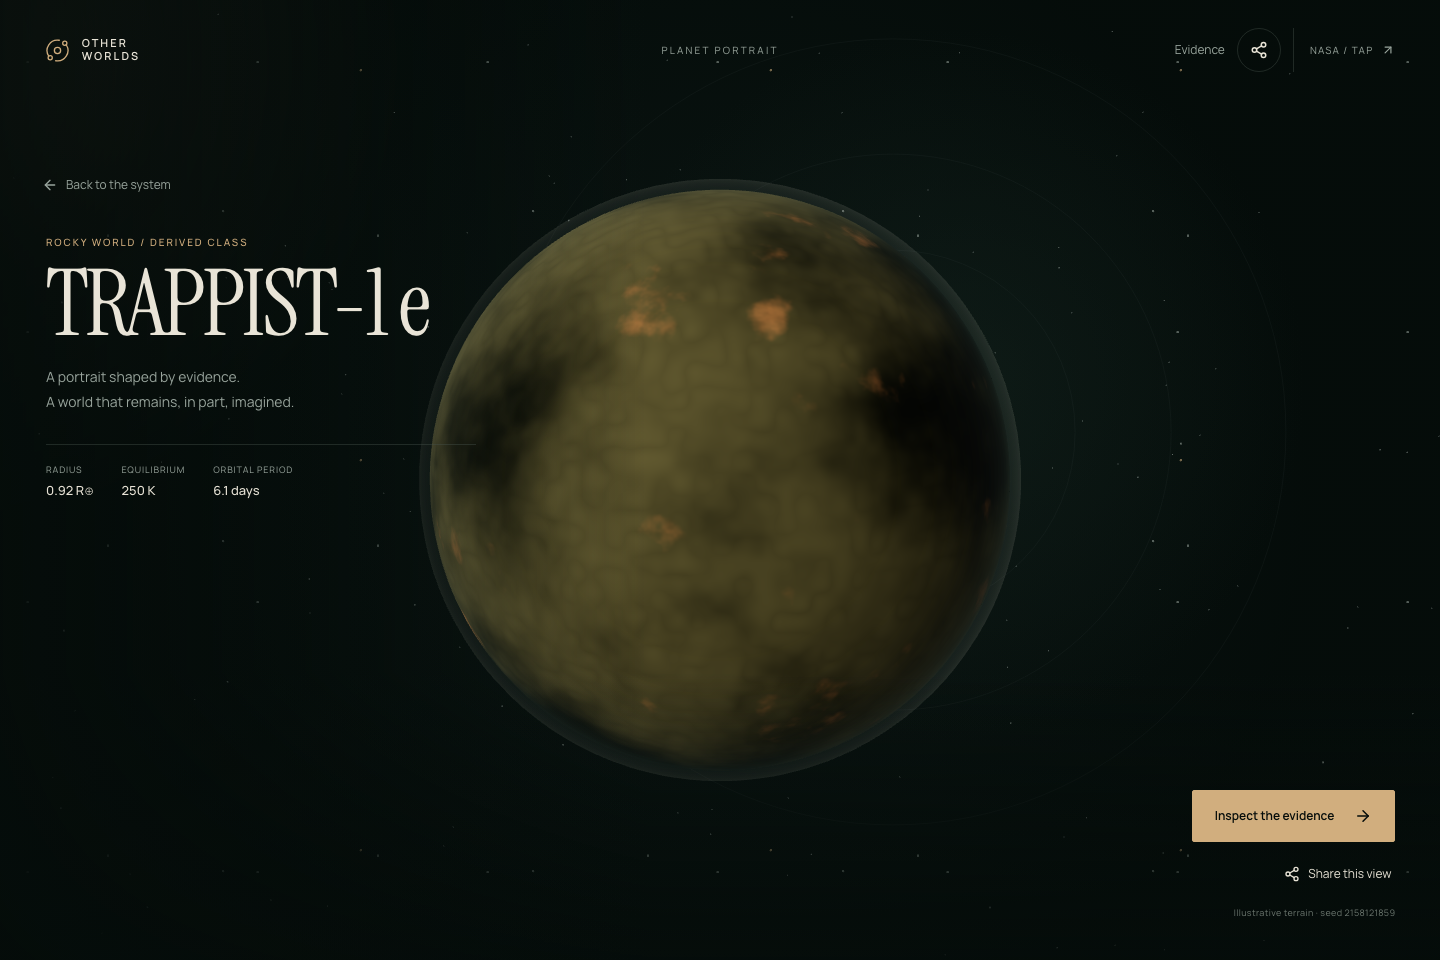 OTHER
WORLDS
PLANET PORTRAIT
Evidence
NASA / TAP
Back to the system
ROCKY WORLD / DERIVED CLASS
TRAPPIST-1 e
A portrait shaped by evidence.
A world that remains, in part, imagined.
RADIUS EQUILIBRIUM ORBITAL PERIOD
0.92 R⊕ 250 K 6.1 days
Inspect the evidence
Share this view
Illustrative terrain · seed 2158121859